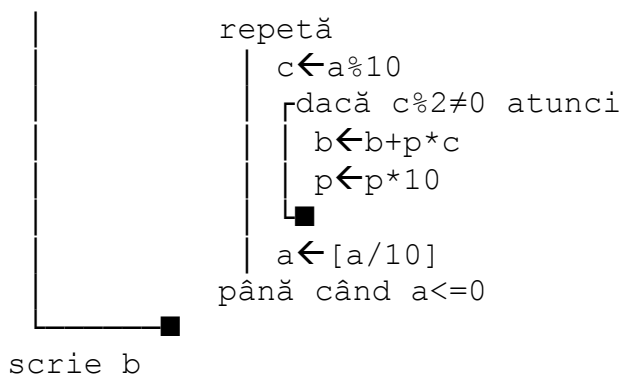 repetă
c←a%10
┌dacă c%2≠0 atunci
b←b+p*c
p←p*10
└■
a←[a/10]
până când a<=0
└■
scrie b